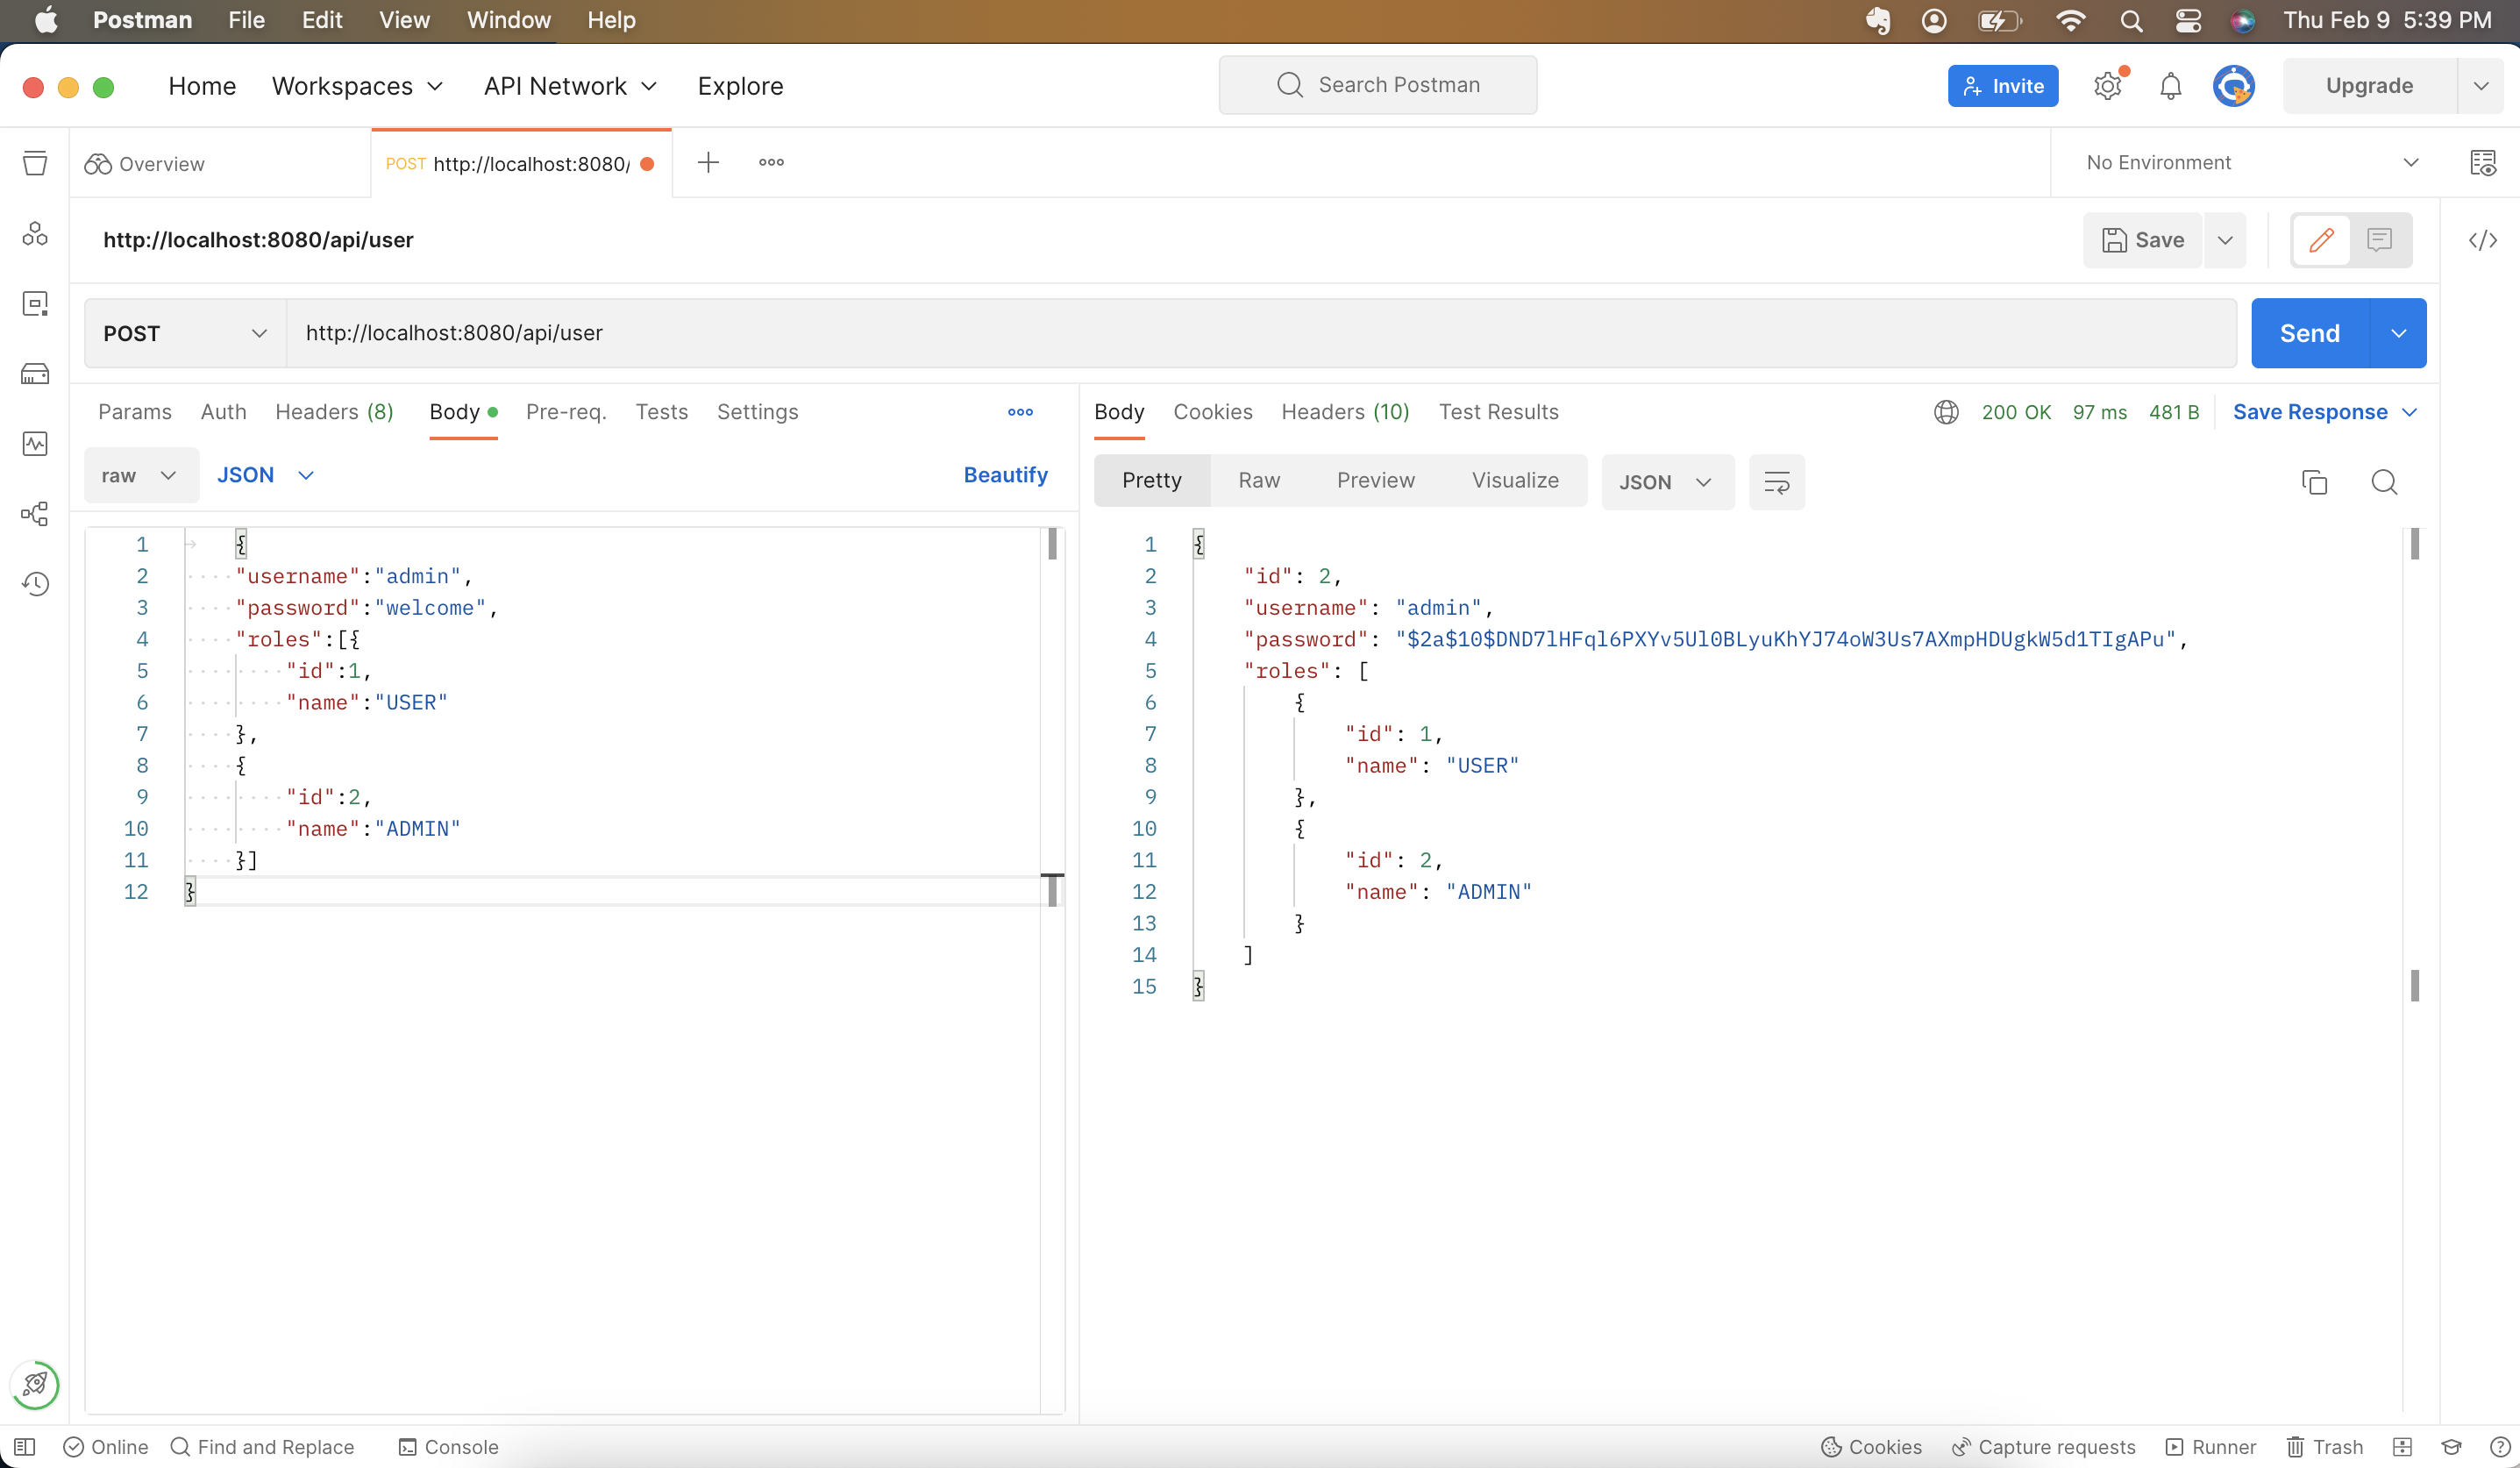 Postman File Edit View Window Help Thu Feb 9 5:39 PM
Home Workspaces API Network Explore Search Postman Invite Upgrade
Overview POST http://localhost:8080/ No Environment
http://localhost:8080/api/user Save
POST http://localhost:8080/api/user Send
Params Auth Headers (8) Body Pre-req. Tests Settings
raw JSON Beautify
1 {
2 "username":"admin",
3 "password":"welcome",
4 "roles":[{
5 "id":1,
6 "name":"USER"
7 },
8 {
9 "id":2,
10 "name":"ADMIN"
11 }]
12 }
Body Cookies Headers (10) Test Results 200 OK 97 ms 481 B Save Response
Pretty Raw Preview Visualize JSON
1 {
2 "id": 2,
3 "username": "admin",
4 "password": "$2a$10$DND7lHFql6PXYv5Ul0BLyuKhYJ74oW3Us7AXmpHDUgkW5d1TIgAPu",
5 "roles": [
6 {
7 "id": 1,
8 "name": "USER"
9 },
10 {
11 "id": 2,
12 "name": "ADMIN"
13 }
14 ]
15 }
Online Find and Replace Console Cookies Capture requests Runner Trash